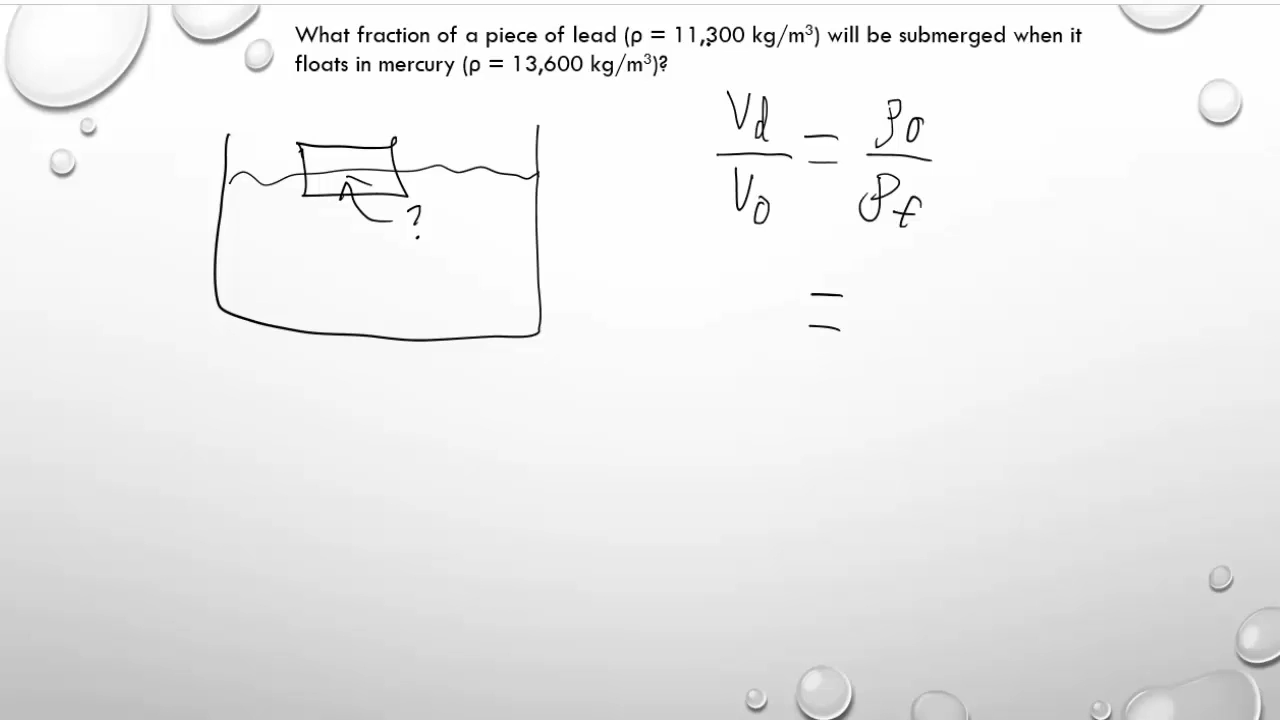 What fraction of a piece of lead (ρ = 11,300 kg/m³) will be submerged when it
floats in mercury (ρ = 13,600 kg/m³)?
Vd/Vo = ρo/ρf
?
=